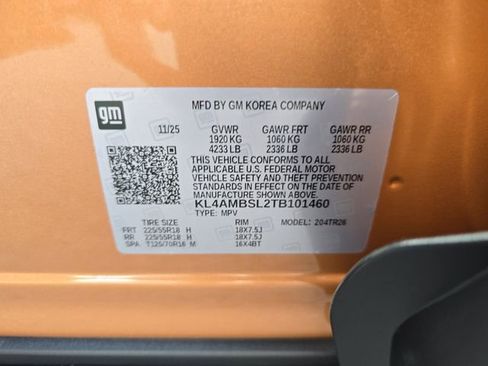 gm
MFD BY GM KOREA COMPANY
11/25 GVWR GAWR FRT GAWR RR
1920 KG 1060 KG 1060 KG
4233 LB 2336 LB 2336 LB
THIS VEHICLE CONFORMS TO ALL
APPLICABLE U.S. FEDERAL MOTOR
VEHICLE SAFETY AND THEFT
PREVENTION STANDARDS
IN EFFECT ON THE DATE OF
MANUFACTURE SHOWN ABOVE.
KL4AMBSL2TB101460
TYPE: MPV
TIRE SIZE RIM MODEL: 204TR26
FRT 225/55R18 H 18X7.5J
RR 225/55R18 H 18X7.5J
SPA T125/70R16 M 16X4BT